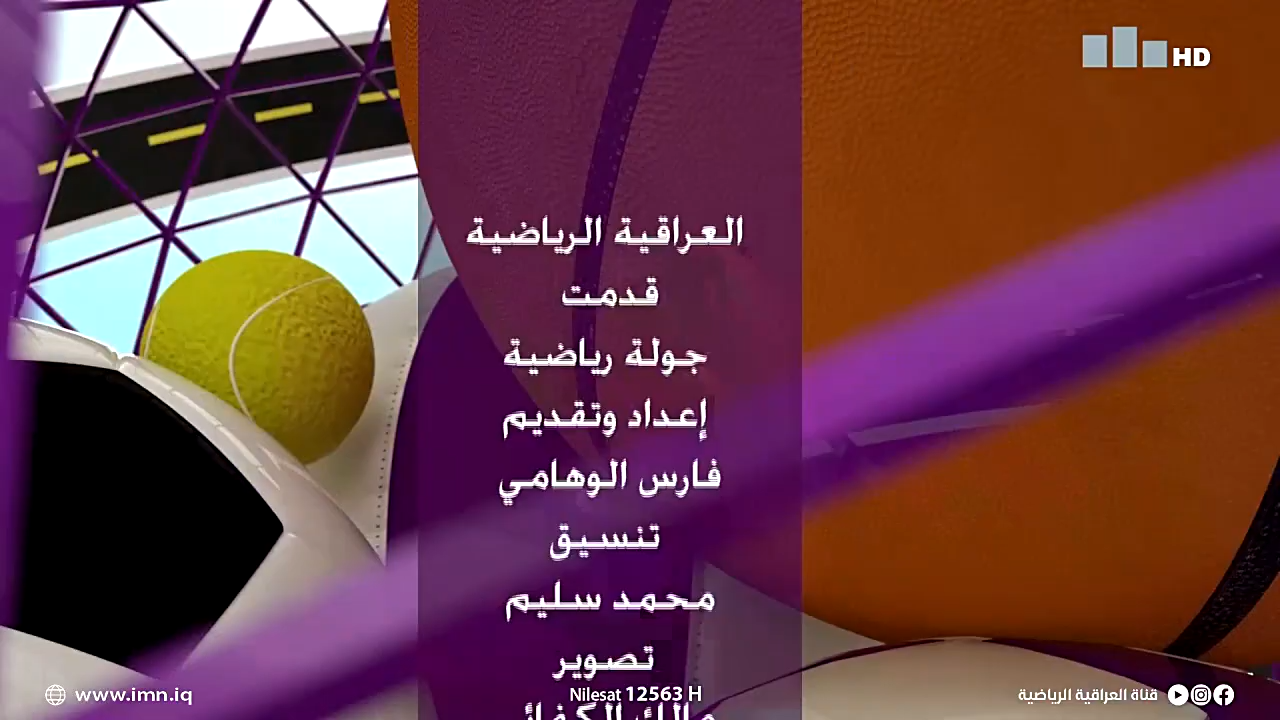 HD
العراقية الرياضية
قدمت
جولة رياضية
إعداد وتقديم
فارس الوهامي
تنسيق
محمد سليم
تصوير
www.imn.iq
Nilesat 12563 H
قناة العراقية الرياضية